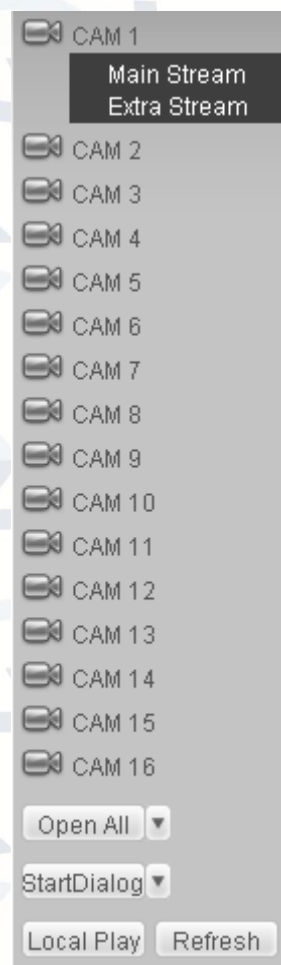 CAM 1
Main Stream
Extra Stream
CAM 2
CAM 3
CAM 4
CAM 5
CAM 6
CAM 7
CAM 8
CAM 9
CAM 10
CAM 11
CAM 12
CAM 13
CAM 14
CAM 15
CAM 16
Open All
StartDialog
Local Play Refresh